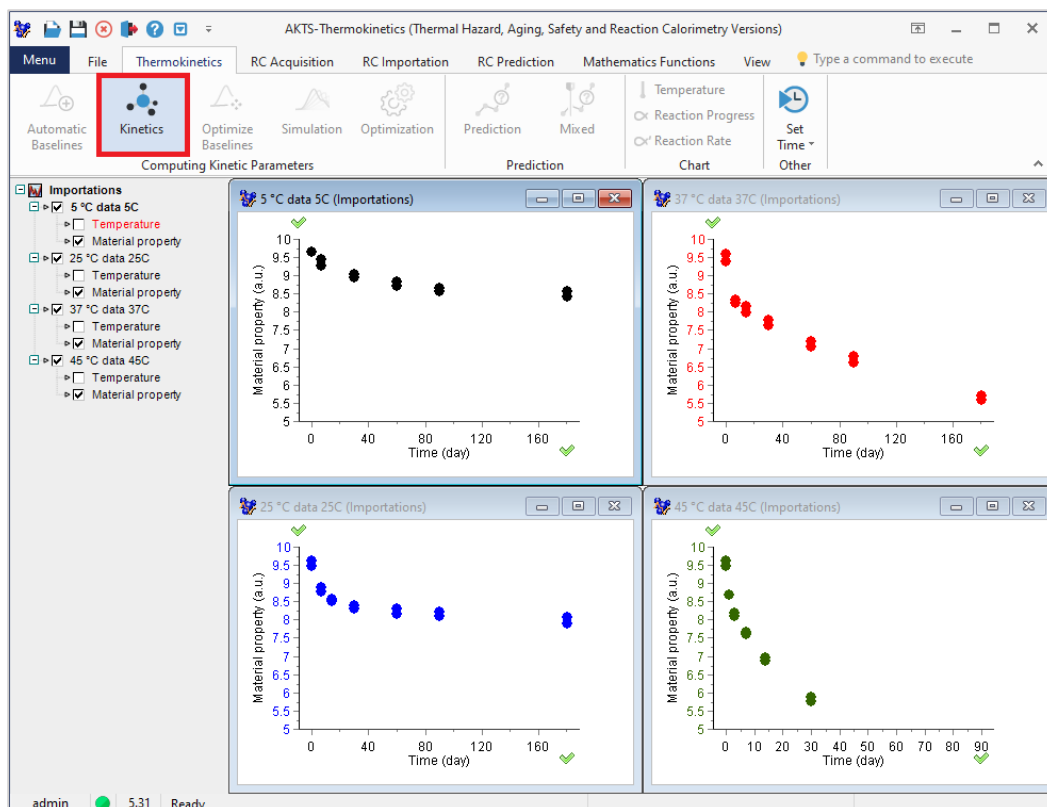 AKTS-Thermokinetics (Thermal Hazard, Aging, Safety and Reaction Calorimetry Versions)
Menu File Thermokinetics RC Acquisition RC Importation RC Prediction Mathematics Functions View Type a command to execute
Automatic Baselines
Kinetics
Optimize Baselines
Simulation
Optimization
Prediction
Mixed
Temperature
α Reaction Progress
α' Reaction Rate
Set Time
Computing Kinetic Parameters Prediction Chart Other
Importations
5 °C data 5C
Temperature
Material property
25 °C data 25C
Temperature
Material property
37 °C data 37C
Temperature
Material property
45 °C data 45C
Temperature
Material property
5 °C data 5C (Importations)
Material property (a.u.)
10
9.5
9
8.5
8
7.5
7
6.5
6
5.5
5
0 40 80 120 160
Time (day)
37 °C data 37C (Importations)
Material property (a.u.)
10
9.5
9
8.5
8
7.5
7
6.5
6
5.5
5
0 40 80 120 160
Time (day)
25 °C data 25C (Importations)
Material property (a.u.)
10
9.5
9
8.5
8
7.5
7
6.5
6
5.5
5
0 40 80 120 160
Time (day)
45 °C data 45C (Importations)
Material property (a.u.)
10
9.5
9
8.5
8
7.5
7
6.5
6
5.5
5
0 10 20 30 40 50 60 70 80 90
Time (day)
admin 5.31 Ready